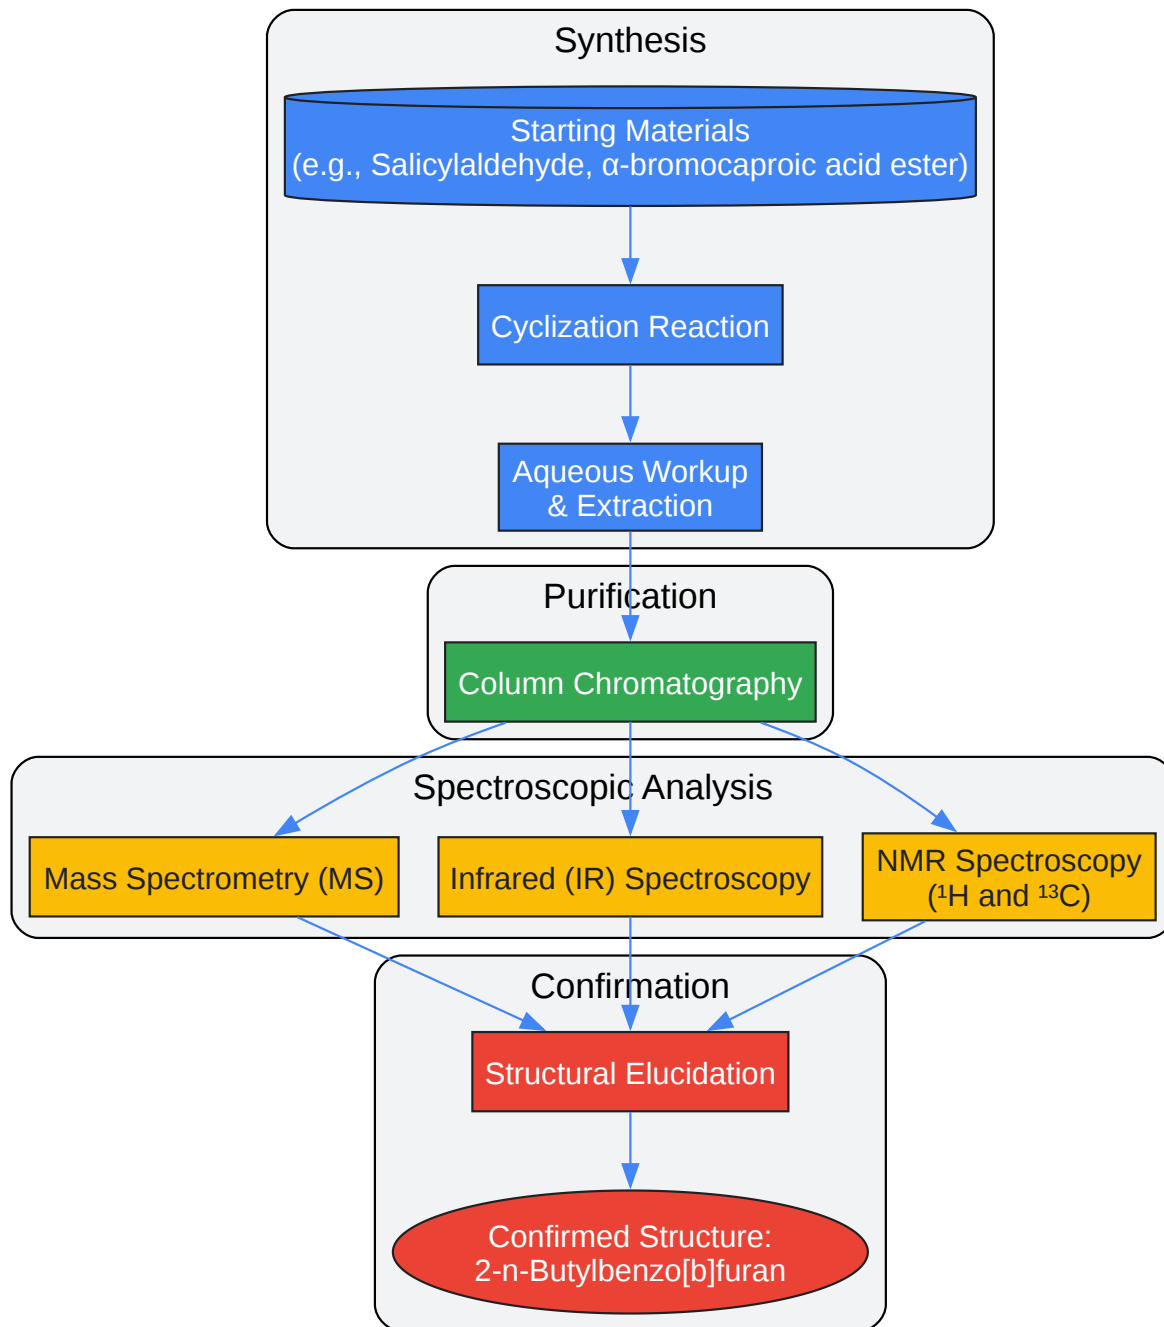 Synthesis
Starting Materials
(e.g., Salicylaldehyde, α-bromocaproic acid ester)
Cyclization Reaction
Aqueous Workup
& Extraction
Purification
Column Chromatography
Spectroscopic Analysis
Mass Spectrometry (MS)
Infrared (IR) Spectroscopy
NMR Spectroscopy
(¹H and ¹³C)
Confirmation
Structural Elucidation
Confirmed Structure:
2-n-Butylbenzo[b]furan